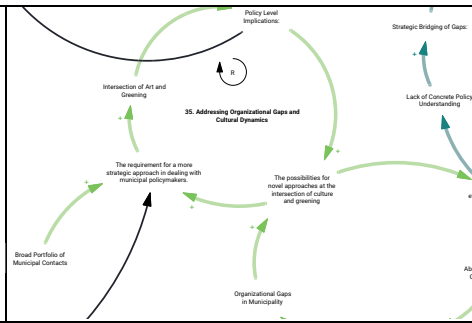 Policy Level
Implications:
Strategic Bridging of Gaps:
+
R
Intersection of Art and
Greening
Lack of Concrete Policy
Understanding
35. Addressing Organizational Gaps and
Cultural Dynamics
+
+
The requirement for a more
strategic approach in dealing with
municipal policymakers.
The possibilities for
novel approaches at the
intersection of culture
and greening
+
+
+
Broad Portfolio of
Municipal Contacts
Organizational Gaps
in Municipality